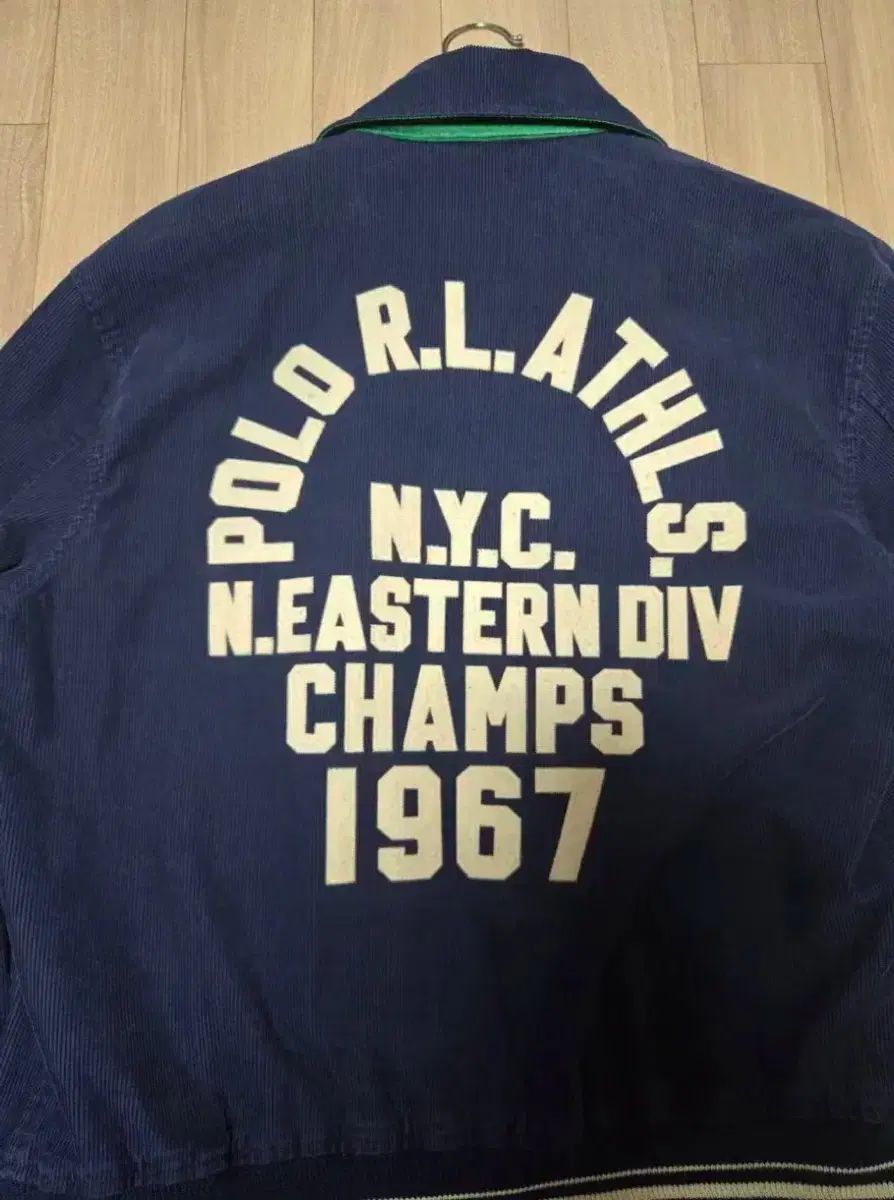 POLO R.L. ATHL.S.
N.Y.C.
N.EASTERN DIV
CHAMPS
1967